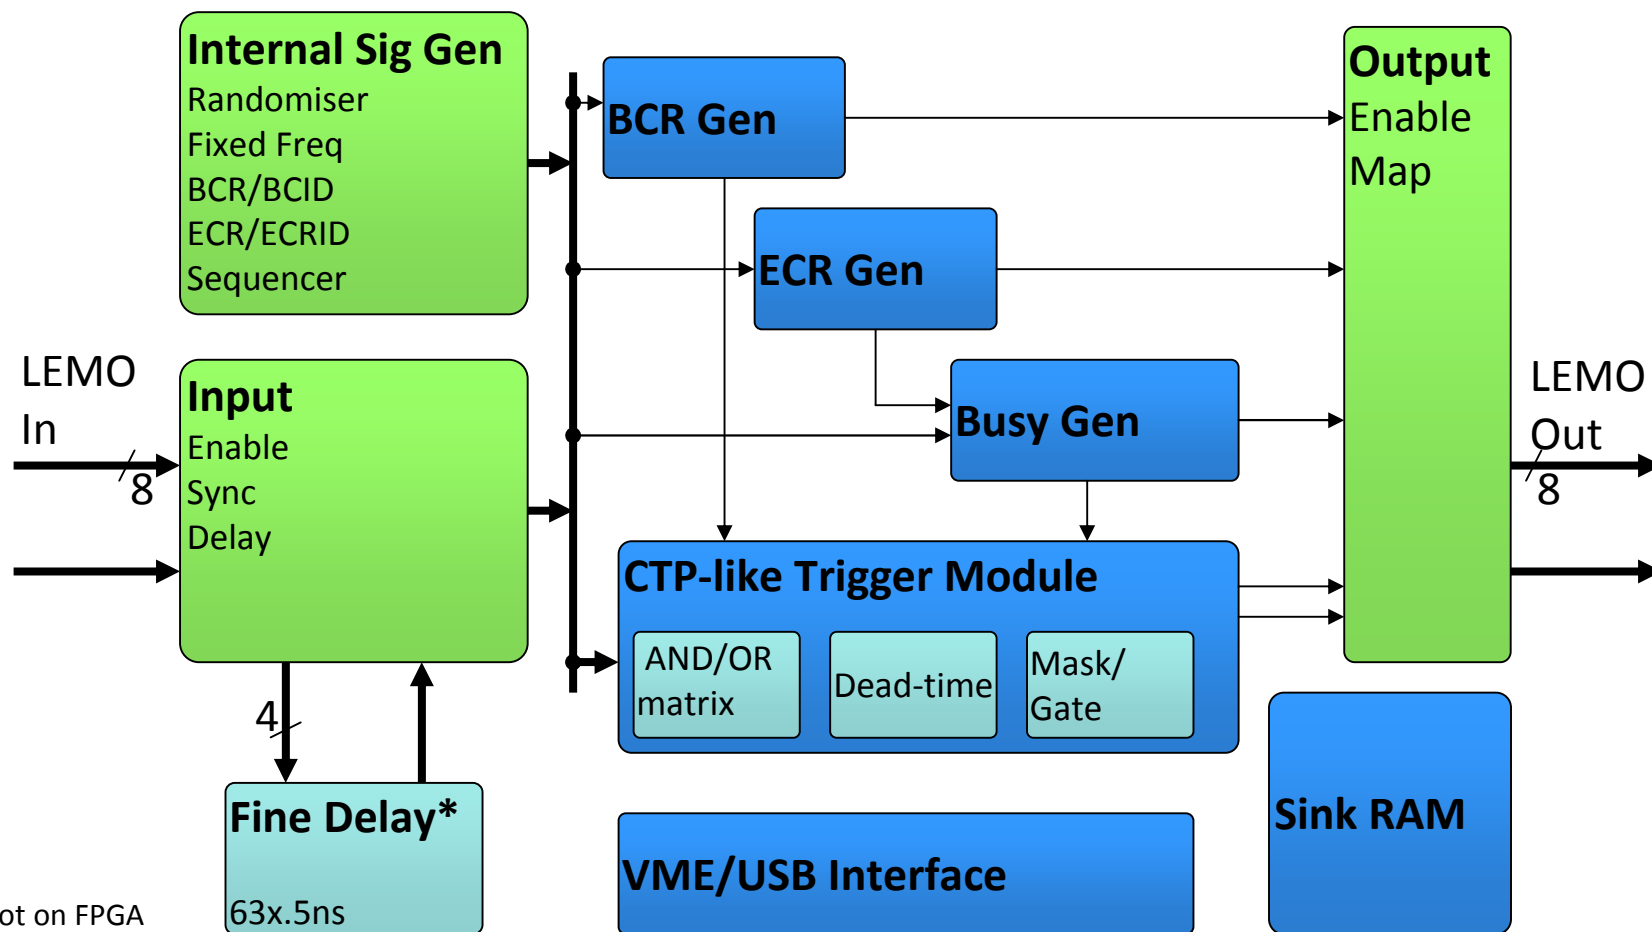 Internal Sig Gen
Randomiser
Fixed Freq
BCR/BCID
ECR/ECRID
Sequencer
BCR Gen
ECR Gen
Busy Gen
Output
Enable
Map
LEMO
In
8
Input
Enable
Sync
Delay
LEMO
Out
8
CTP-like Trigger Module
AND/OR
matrix
Dead-time
Mask/
Gate
4
Fine Delay*
63x.5ns
VME/USB Interface
Sink RAM
on FPGA